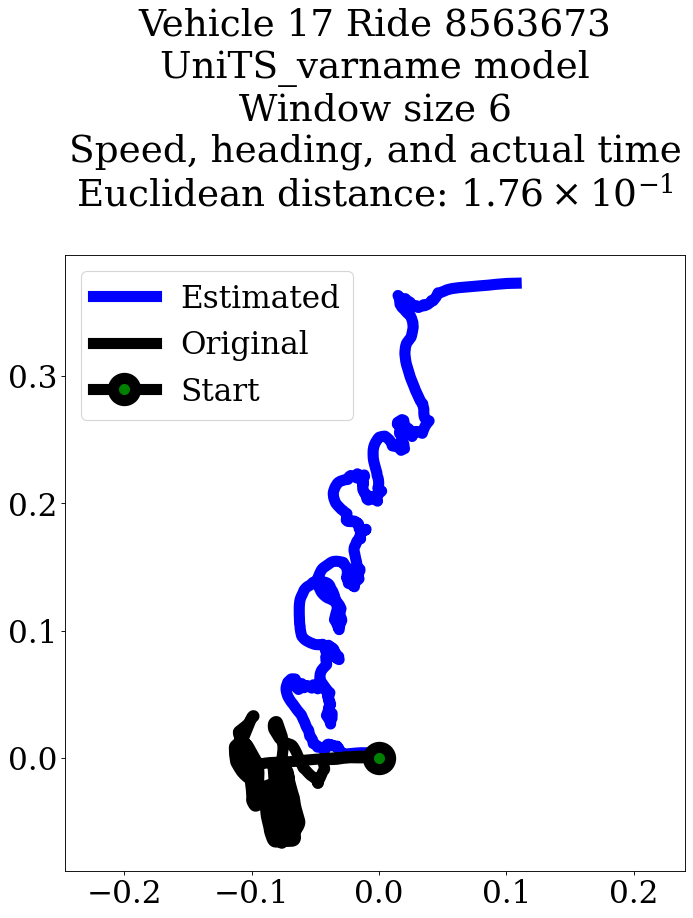 Vehicle 17 Ride 8563673
UniTS_varname model
Window size 6
Speed, heading, and actual time
Euclidean distance: 1.76 × 10⁻¹
Estimated
Original
Start
0.3
0.2
0.1
0.0
−0.2 −0.1 0.0 0.1 0.2